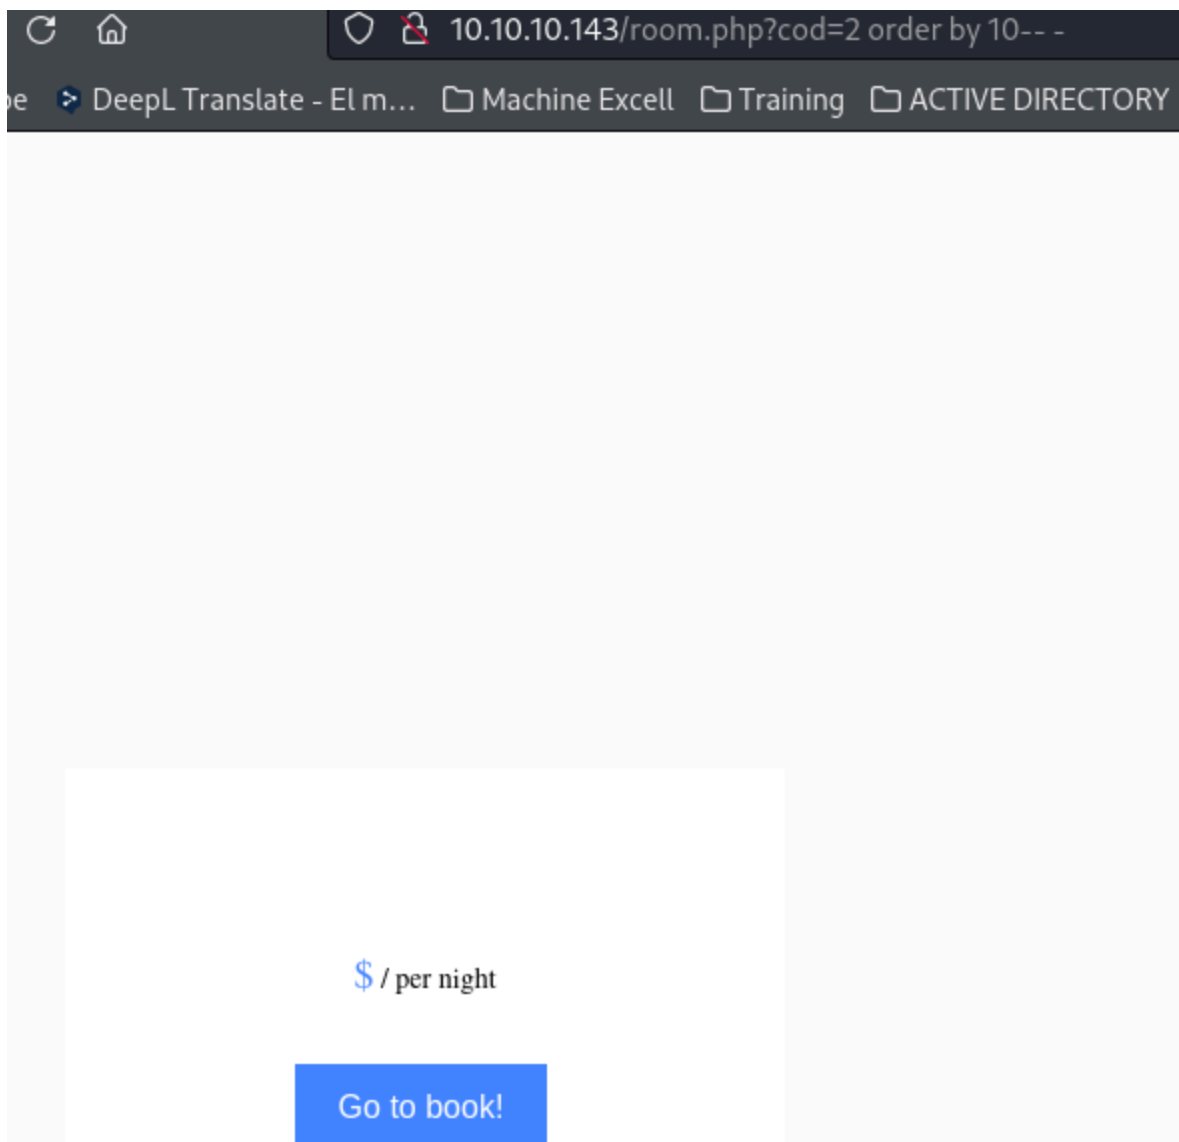 10.10.10.143/room.php?cod=2 order by 10-- -
DeepL Translate - El m... Machine Excell Training ACTIVE DIRECTORY
$ / per night
Go to book!